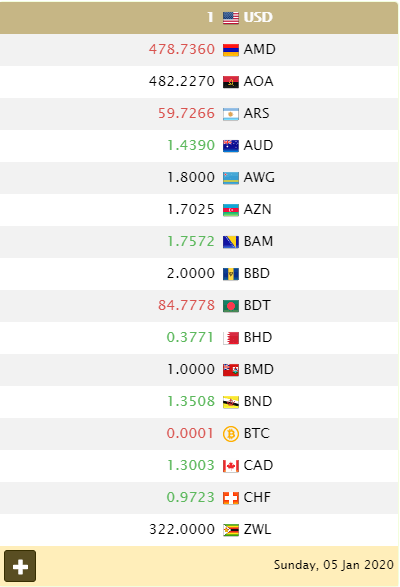 1 USD
478.7360 AMD
482.2270 AOA
59.7266 ARS
1.4390 AUD
1.8000 AWG
1.7025 AZN
1.7572 BAM
2.0000 BBD
84.7778 BDT
0.3771 BHD
1.0000 BMD
1.3508 BND
0.0001 BTC
1.3003 CAD
0.9723 CHF
322.0000 ZWL
Sunday, 05 Jan 2020